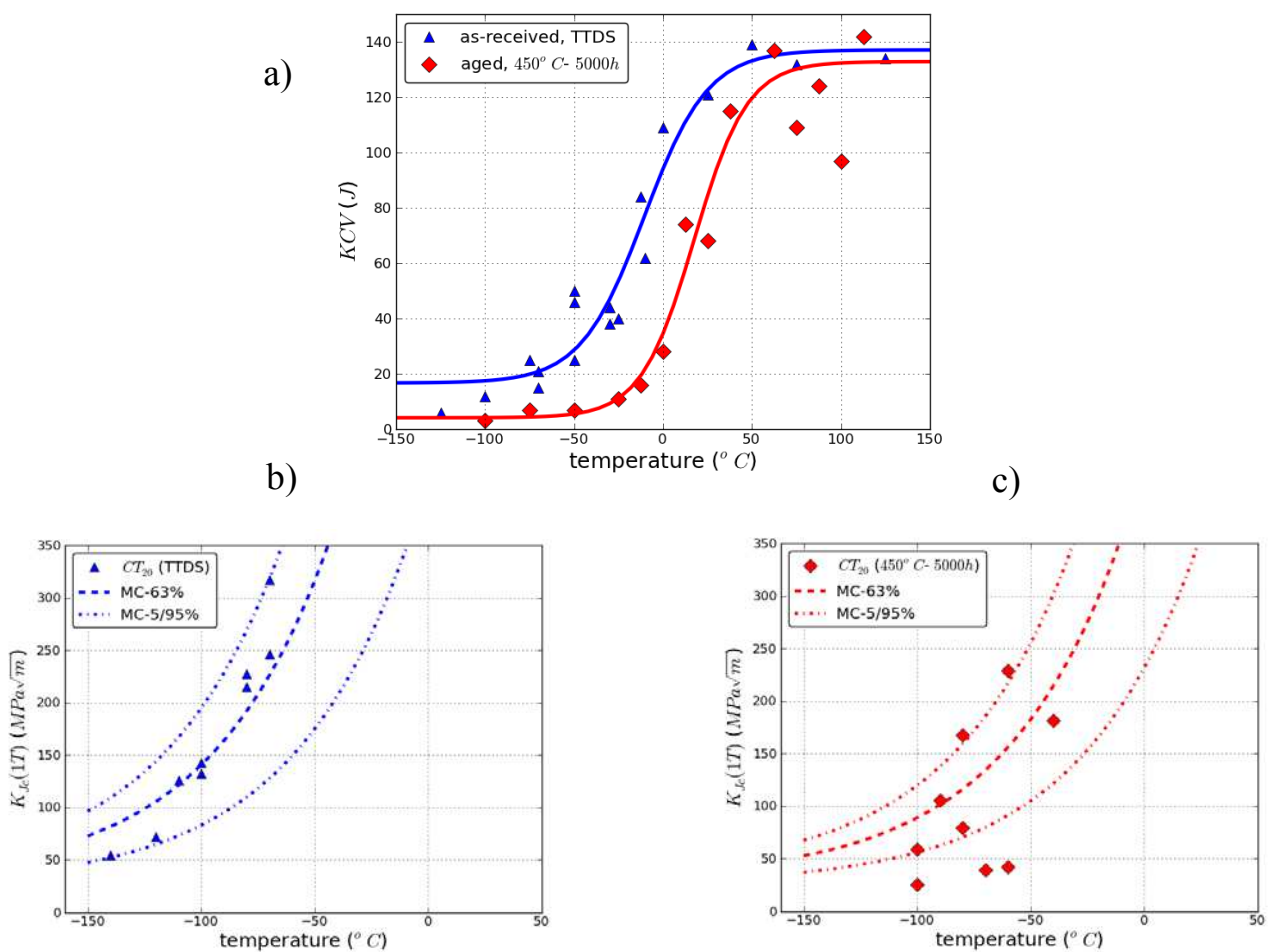 a)
as-received, TTDS
aged, 450° C- 5000h
KCV (J)
140
120
100
80
60
40
20
0
−150 −100 −50 0 50 100 150
temperature (° C)
b)
c)
CT₂₀ (TTDS)
MC-63%
MC-5/95%
K_Jc(1T) (MPa√m)
350
300
250
200
150
100
50
0
−150 −100 −50 0 50
temperature (° C)
CT₂₀ (450° C- 5000h)
MC-63%
MC-5/95%
K_Jc(1T) (MPa√m)
350
300
250
200
150
100
50
0
−150 −100 −50 0 50
temperature (° C)